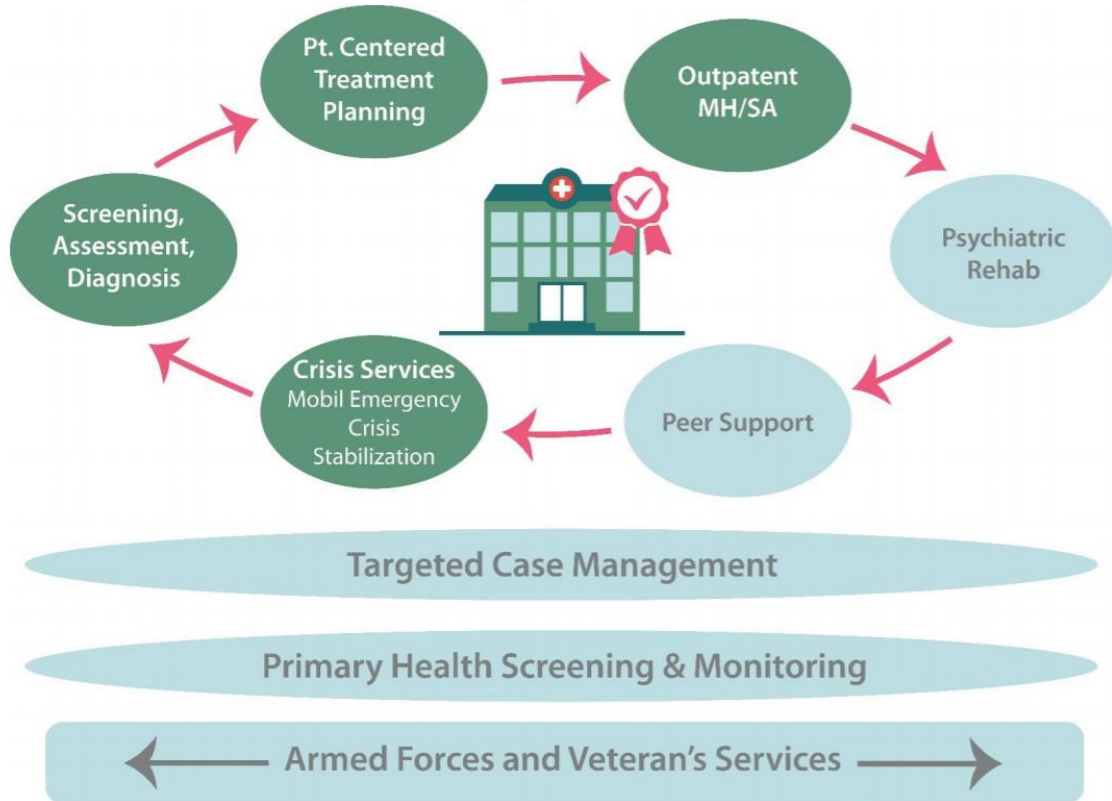 Pt. Centered
Treatment
Planning
Outpatent
MH/SA
Screening,
Assessment,
Diagnosis
Psychiatric
Rehab
Crisis Services
Mobil Emergency
Crisis
Stabilization
Peer Support
Targeted Case Management
Primary Health Screening & Monitoring
Armed Forces and Veteran’s Services